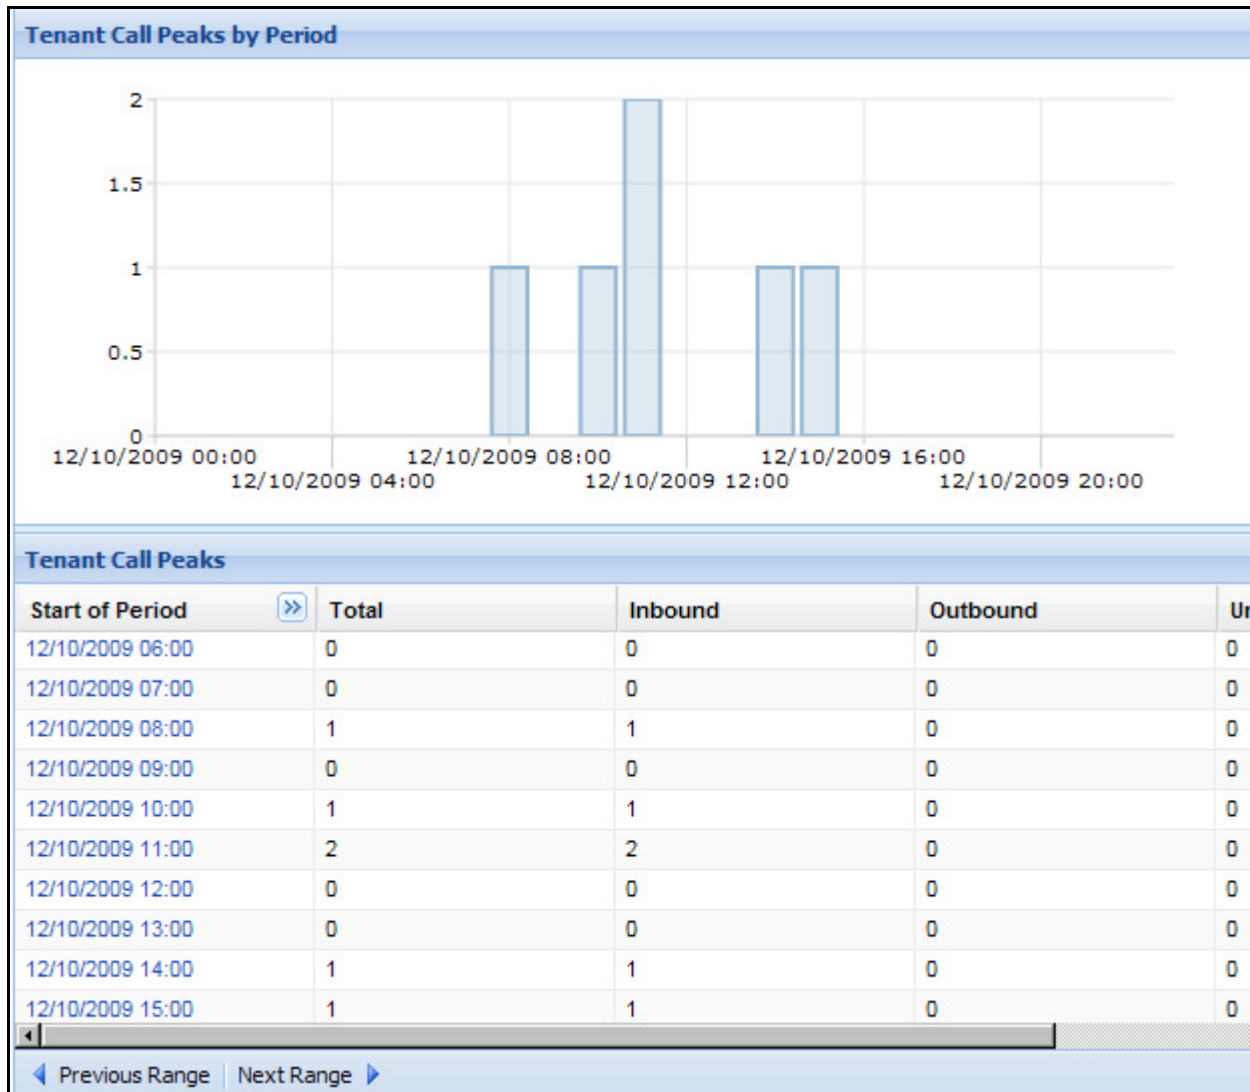 Tenant Call Peaks by Period
2
1.5
1
0.5
0
12/10/2009 00:00 12/10/2009 08:00 12/10/2009 16:00
12/10/2009 04:00 12/10/2009 12:00 12/10/2009 20:00
Tenant Call Peaks
Start of Period Total Inbound Outbound
12/10/2009 06:00 0 0 0 0
12/10/2009 07:00 0 0 0 0
12/10/2009 08:00 1 1 0 0
12/10/2009 09:00 0 0 0 0
12/10/2009 10:00 1 1 0 0
12/10/2009 11:00 2 2 0 0
12/10/2009 12:00 0 0 0 0
12/10/2009 13:00 0 0 0 0
12/10/2009 14:00 1 1 0 0
12/10/2009 15:00 1 1 0 0
Previous Range Next Range